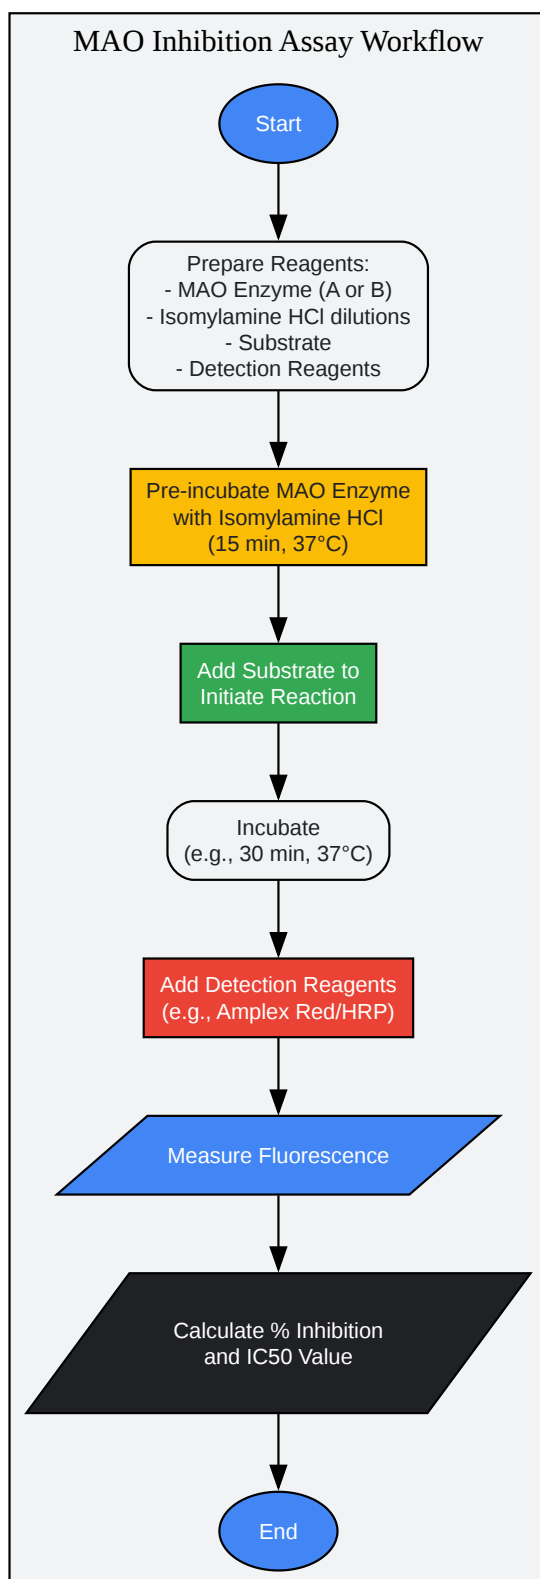 MAO Inhibition Assay Workflow
Start
Prepare Reagents:
- MAO Enzyme (A or B)
- Isomylamine HCl dilutions
- Substrate
- Detection Reagents
Pre-incubate MAO Enzyme
with Isomylamine HCl
(15 min, 37°C)
Add Substrate to
Initiate Reaction
Incubate
(e.g., 30 min, 37°C)
Add Detection Reagents
(e.g., Amplex Red/HRP)
Measure Fluorescence
Calculate % Inhibition
and IC50 Value
End